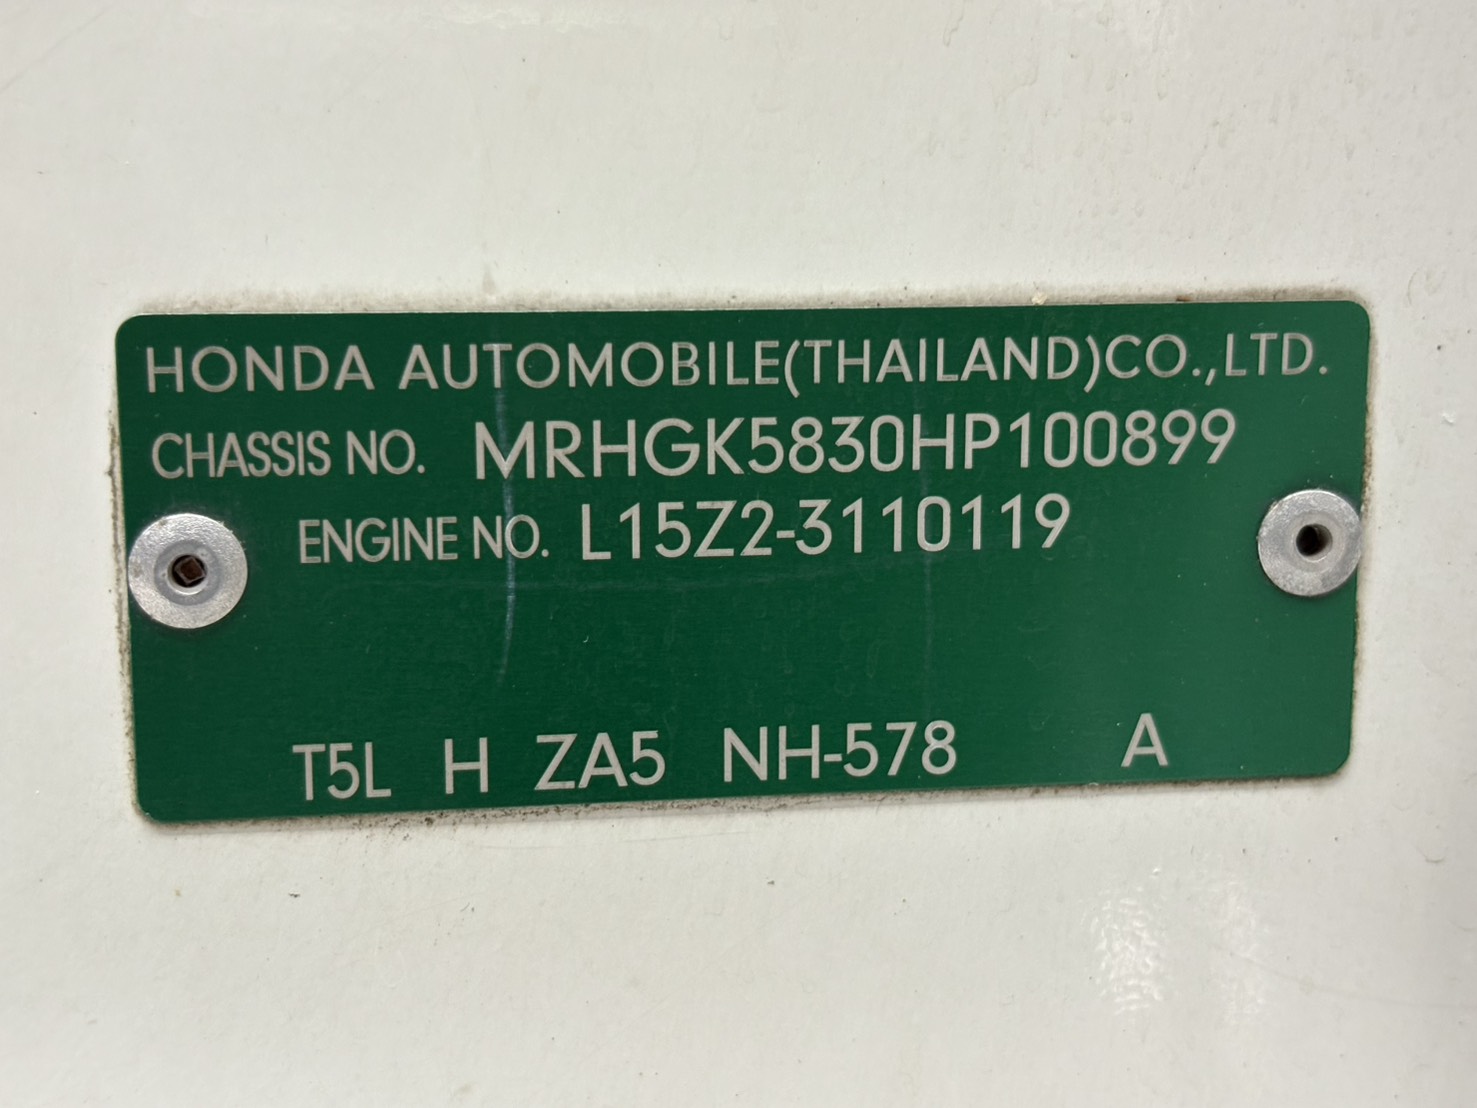 HONDA AUTOMOBILE(THAILAND)CO.,LTD.
CHASSIS NO. MRHGK5830HP100899
ENGINE NO. L15Z2-3110119
T5L H ZA5 NH-578 A